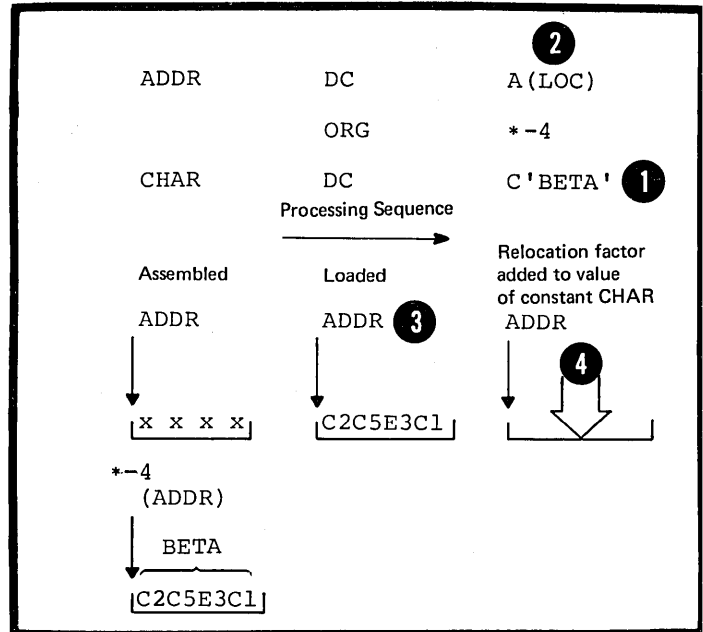 2
ADDR DC A(LOC)
ORG *-4
CHAR DC C'BETA' 1
Processing Sequence
Assembled Loaded Relocation factor
added to value
of constant CHAR
ADDR ADDR 3 ADDR
4
x x x x C2C5E3C1
*-4
(ADDR)
BETA
C2C5E3C1